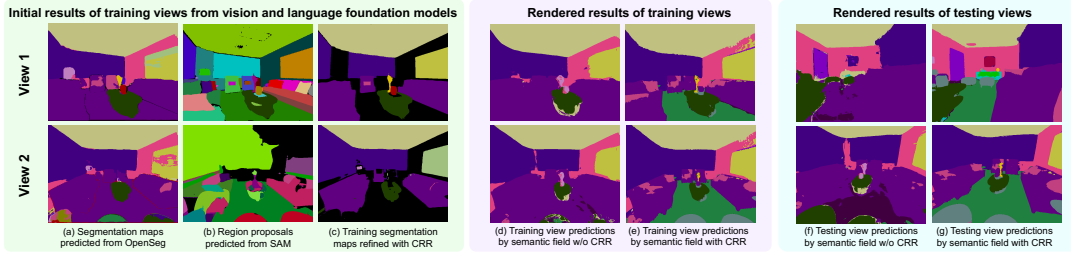 Initial results of training views from vision and language foundation models
Rendered results of training views
Rendered results of testing views
View 1
View 2
(a) Segmentation maps
predicted from OpenSeg
(b) Region proposals
predicted from SAM
(c) Training segmentation
maps refined with CRR
(d) Training view predictions
by semantic field w/o CRR
(e) Training view predictions
by semantic field with CRR
(f) Testing view predictions
by semantic field w/o CRR
(g) Testing view predictions
by semantic field with CRR